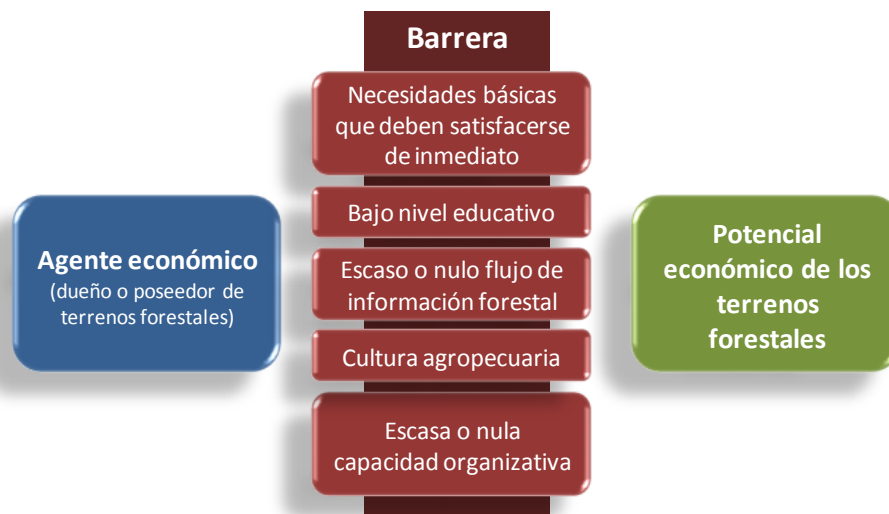 Barrera
Necesidades básicas
que deben satisfacerse
de inmediato
Bajo nivel educativo
Escaso o nulo flujo de
información forestal
Cultura agropecuaria
Escasa o nula
capacidad organizativa
Agente económico
(dueño o poseedor de
terrenos forestales)
Potencial
económico de los
terrenos
forestales